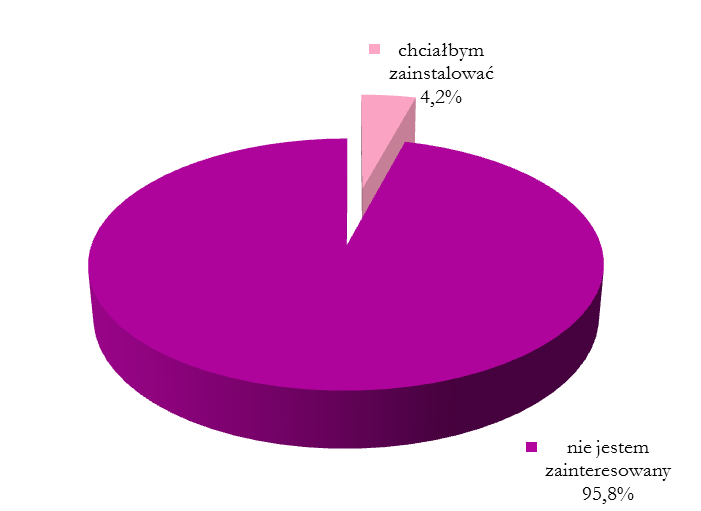 chciałbym
zainstalować
4,2%
nie jestem
zainteresowany
95,8%